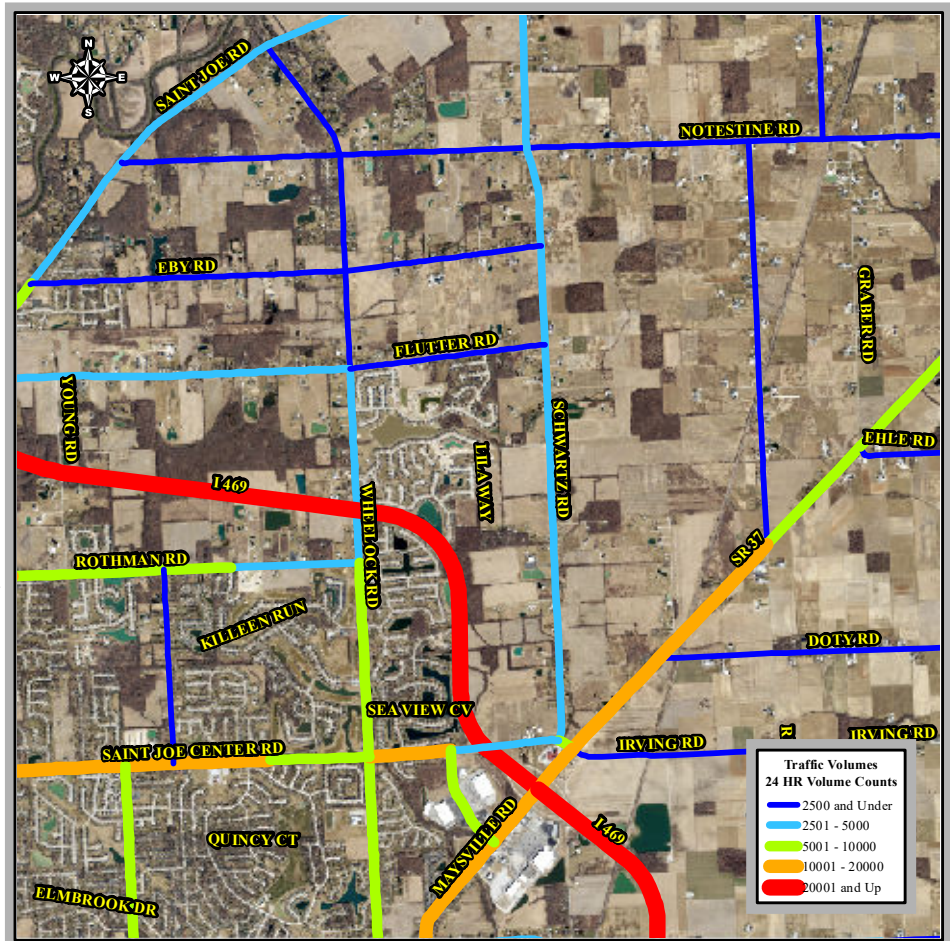 N
W E
S
SAINT JOE RD
NOTESTINE RD
EBY RD
GRABER RD
FLUTTER RD
YOUNG RD
SCHWARTZ RD
EHLE RD
LILA WAY
I 469
WHEELOCK RD
SR 37
ROTHMAN RD
KILLEEN RUN
DOTY RD
SEA VIEW CV
SAINT JOE CENTER RD
IRVING RD
R
IRVING RD
Traffic Volumes
24 HR Volume Counts
2500 and Under
2501 - 5000
5001 - 10000
10001 - 20000
20001 and Up
QUINCY CT
MAYSVILLE RD
I 469
ELMBROOK DR